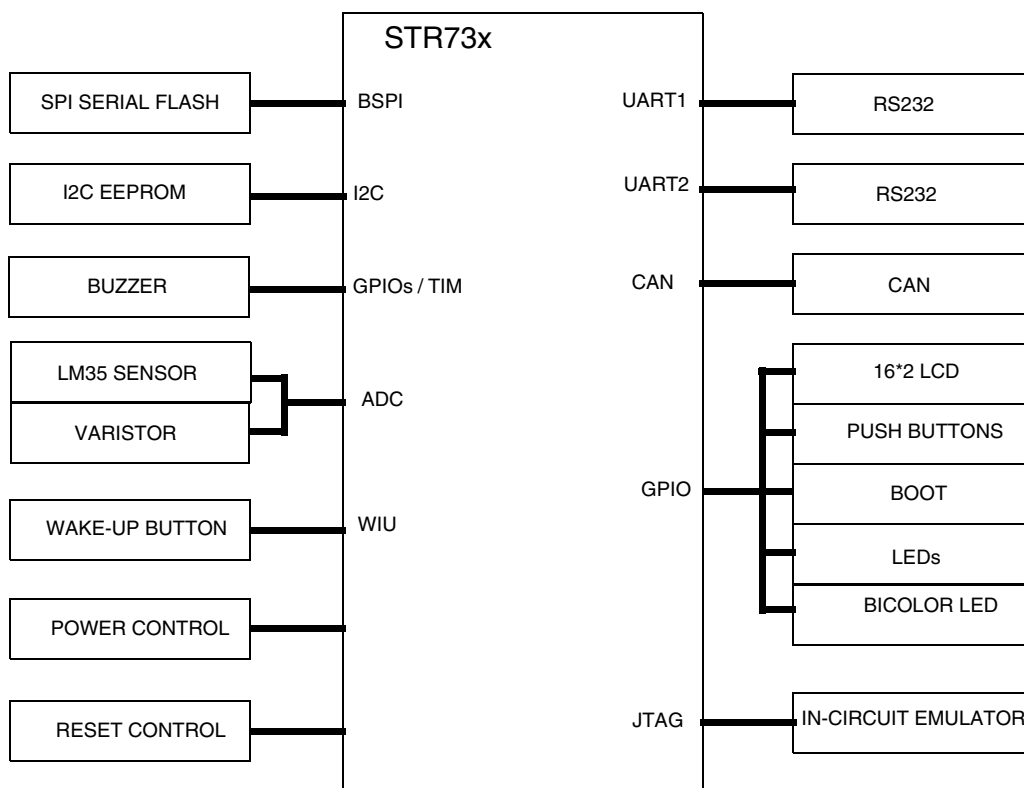 STR73x
SPI SERIAL FLASH
BSPI
UART1
RS232
I2C EEPROM
I2C
UART2
RS232
BUZZER
GPIOs / TIM
CAN
CAN
LM35 SENSOR
VARISTOR
ADC
16*2 LCD
PUSH BUTTONS
GPIO
BOOT
LEDs
BICOLOR LED
WAKE-UP BUTTON
WIU
POWER CONTROL
RESET CONTROL
JTAG
IN-CIRCUIT EMULATOR